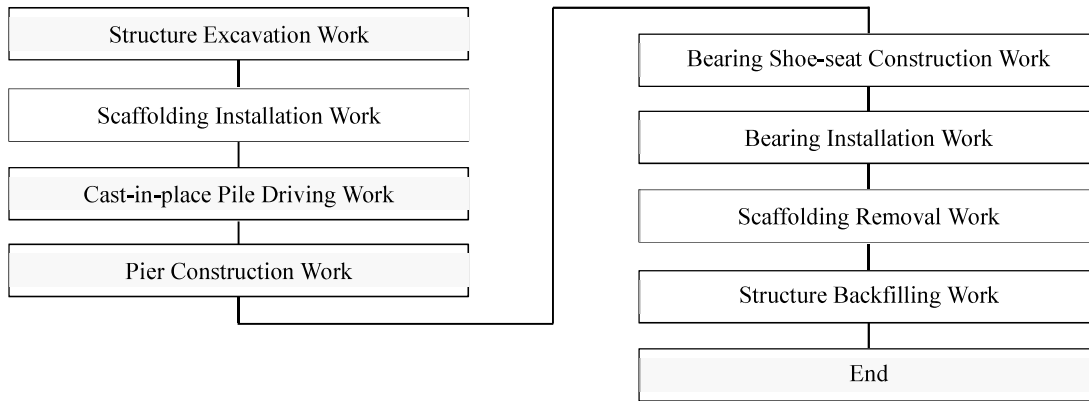 Structure Excavation Work
Scaffolding Installation Work
Cast-in-place Pile Driving Work
Pier Construction Work
Bearing Shoe-seat Construction Work
Bearing Installation Work
Scaffolding Removal Work
Structure Backfilling Work
End